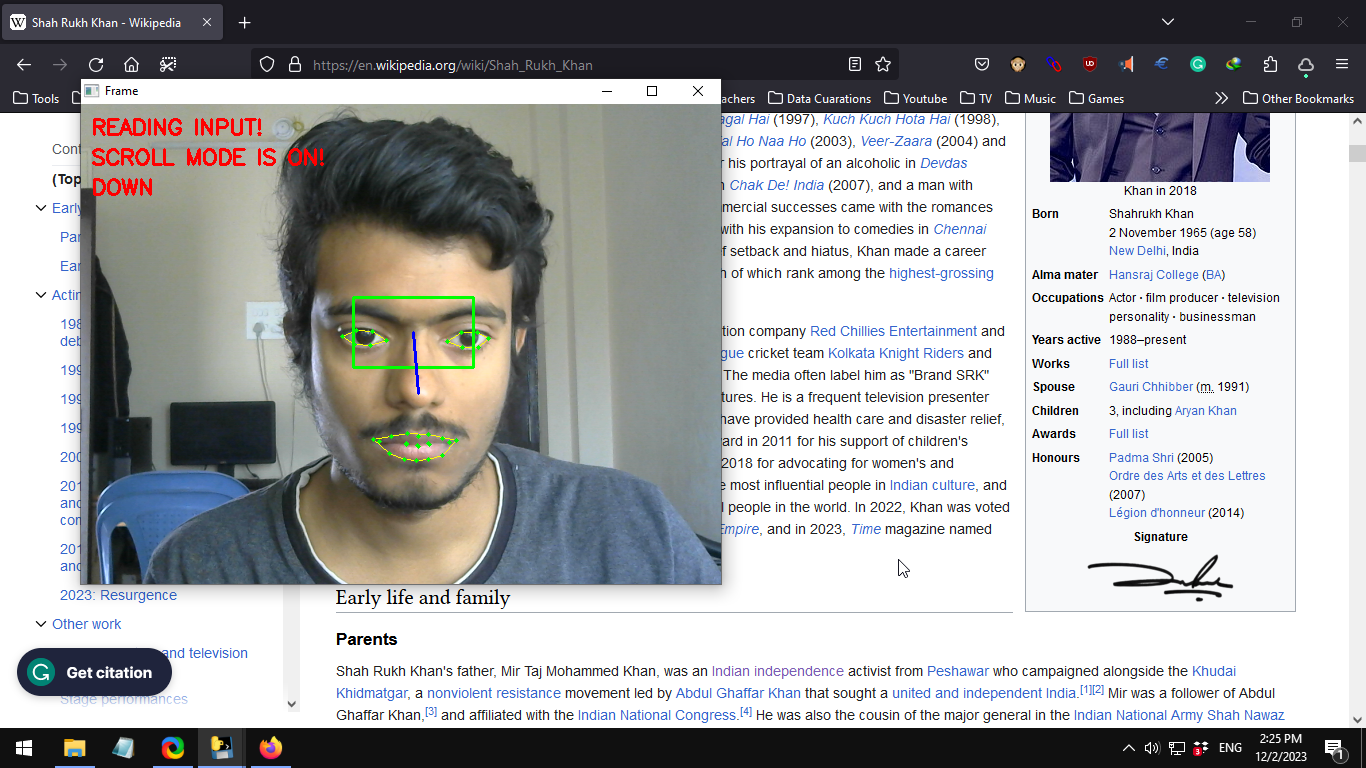 Shah Rukh Khan - Wikipedia
https://en.wikipedia.org/wiki/Shah_Rukh_Khan
Tools
achers
Data Cuarations
Youtube
TV
Music
Games
Other Bookmarks
Frame
READING INPUT!
SCROLL MODE IS ON!
DOWN
Cont
(Top
Early
Par
Ear
Actin
198
deb
199
199
199
200
201
and
con
201
and
2023: Resurgence
Other work
and television
Stage performances
Get citation
agal Hai (1997), Kuch Kuch Hota Hai (1998),
al Ho Naa Ho (2003), Veer-Zaara (2004) and
r his portrayal of an alcoholic in Devdas
n Chak De! India (2007), and a man with
mercial successes came with the romances
with his expansion to comedies in Chennai
f setback and hiatus, Khan made a career
h of which rank among the highest-grossing
tion company Red Chillies Entertainment and
gue cricket team Kolkata Knight Riders and
The media often label him as "Brand SRK"
tures. He is a frequent television presenter
have provided health care and disaster relief,
ard in 2011 for his support of children's
2018 for advocating for women's and
e most influential people in Indian culture, and
l people in the world. In 2022, Khan was voted
Empire, and in 2023, Time magazine named
Early life and family
Parents
Shah Rukh Khan's father, Mir Taj Mohammed Khan, was an Indian independence activist from Peshawar who campaigned alongside the Khudai
Khidmatgar, a nonviolent resistance movement led by Abdul Ghaffar Khan that sought a united and independent India.[1][2] Mir was a follower of Abdul
Ghaffar Khan,[3] and affiliated with the Indian National Congress.[4] He was also the cousin of the major general in the Indian National Army Shah Nawaz
Khan in 2018
Born Shahrukh Khan
2 November 1965 (age 58)
New Delhi, India
Alma mater Hansraj College (BA)
Occupations Actor · film producer · television
personality · businessman
Years active 1988–present
Works Full list
Spouse Gauri Chhibber (m. 1991)
Children 3, including Aryan Khan
Awards Full list
Honours Padma Shri (2005)
Ordre des Arts et des Lettres
(2007)
Légion d'honneur (2014)
Signature
ENG
2:25 PM
12/2/2023